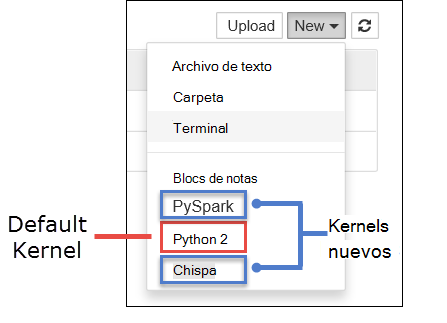 Upload New
Archivo de texto
Carpeta
Terminal
Blocs de notas
PySpark
Python 2
Chispa
Default
Kernel
Kernels
nuevos